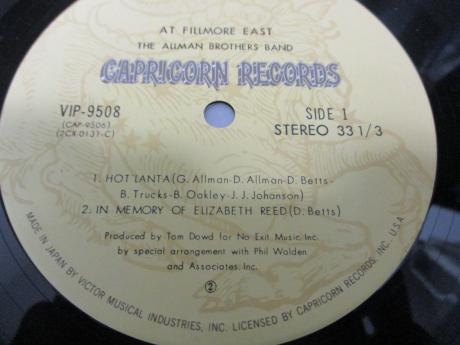 AT FILLMORE EAST
THE ALLMAN BROTHERS BAND
CAPRICORN RECORDS
VIP-9508
(CAP-9506)
(2CX-0131-C)
SIDE 1
STEREO 33 1/3
1. HOT LANTA(G. Allman-D. Allman-D. Betts-
B. Trucks-B. Oakley-J. J. Johanson)
2. IN MEMORY OF ELIZABETH REED(D. Betts)
Produced by Tom Dowd for No Exit Music, Inc.
by special arrangement with Phil Walden
and Associates, Inc.
②
MADE IN JAPAN BY VICTOR MUSICAL INDUSTRIES, INC. LICENSED BY CAPRICORN RECORDS, INC. U.S.A.